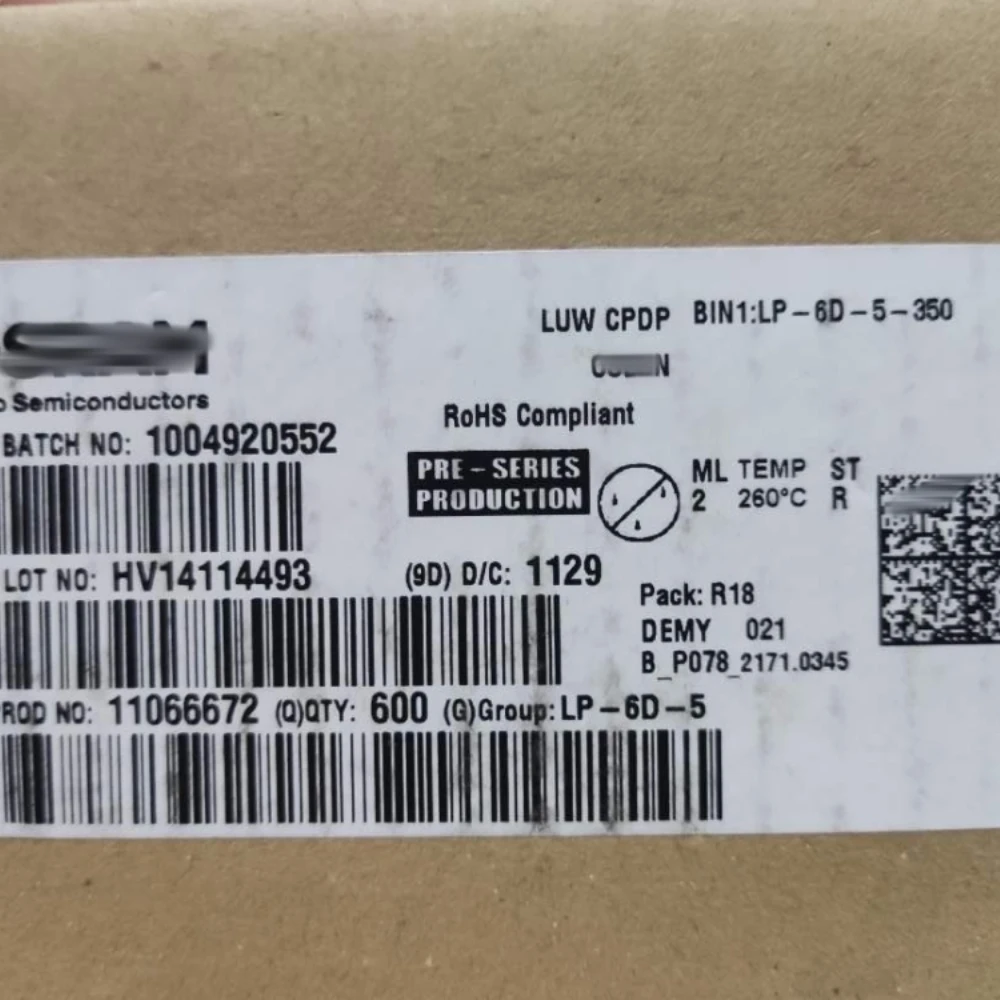 LUW CPDP BIN1:LP-6D-5-350
Semiconductors
RoHS Compliant
BATCH NO: 1004920552
PRE-SERIES
PRODUCTION
ML TEMP ST
2 260°C R
LOT NO: HV14114493 (9D) D/C: 1129
Pack: R18
DEMY 021
B_P078_2171.0345
ROD NO: 11066672 (Q)QTY: 600 (G)Group: LP-6D-5